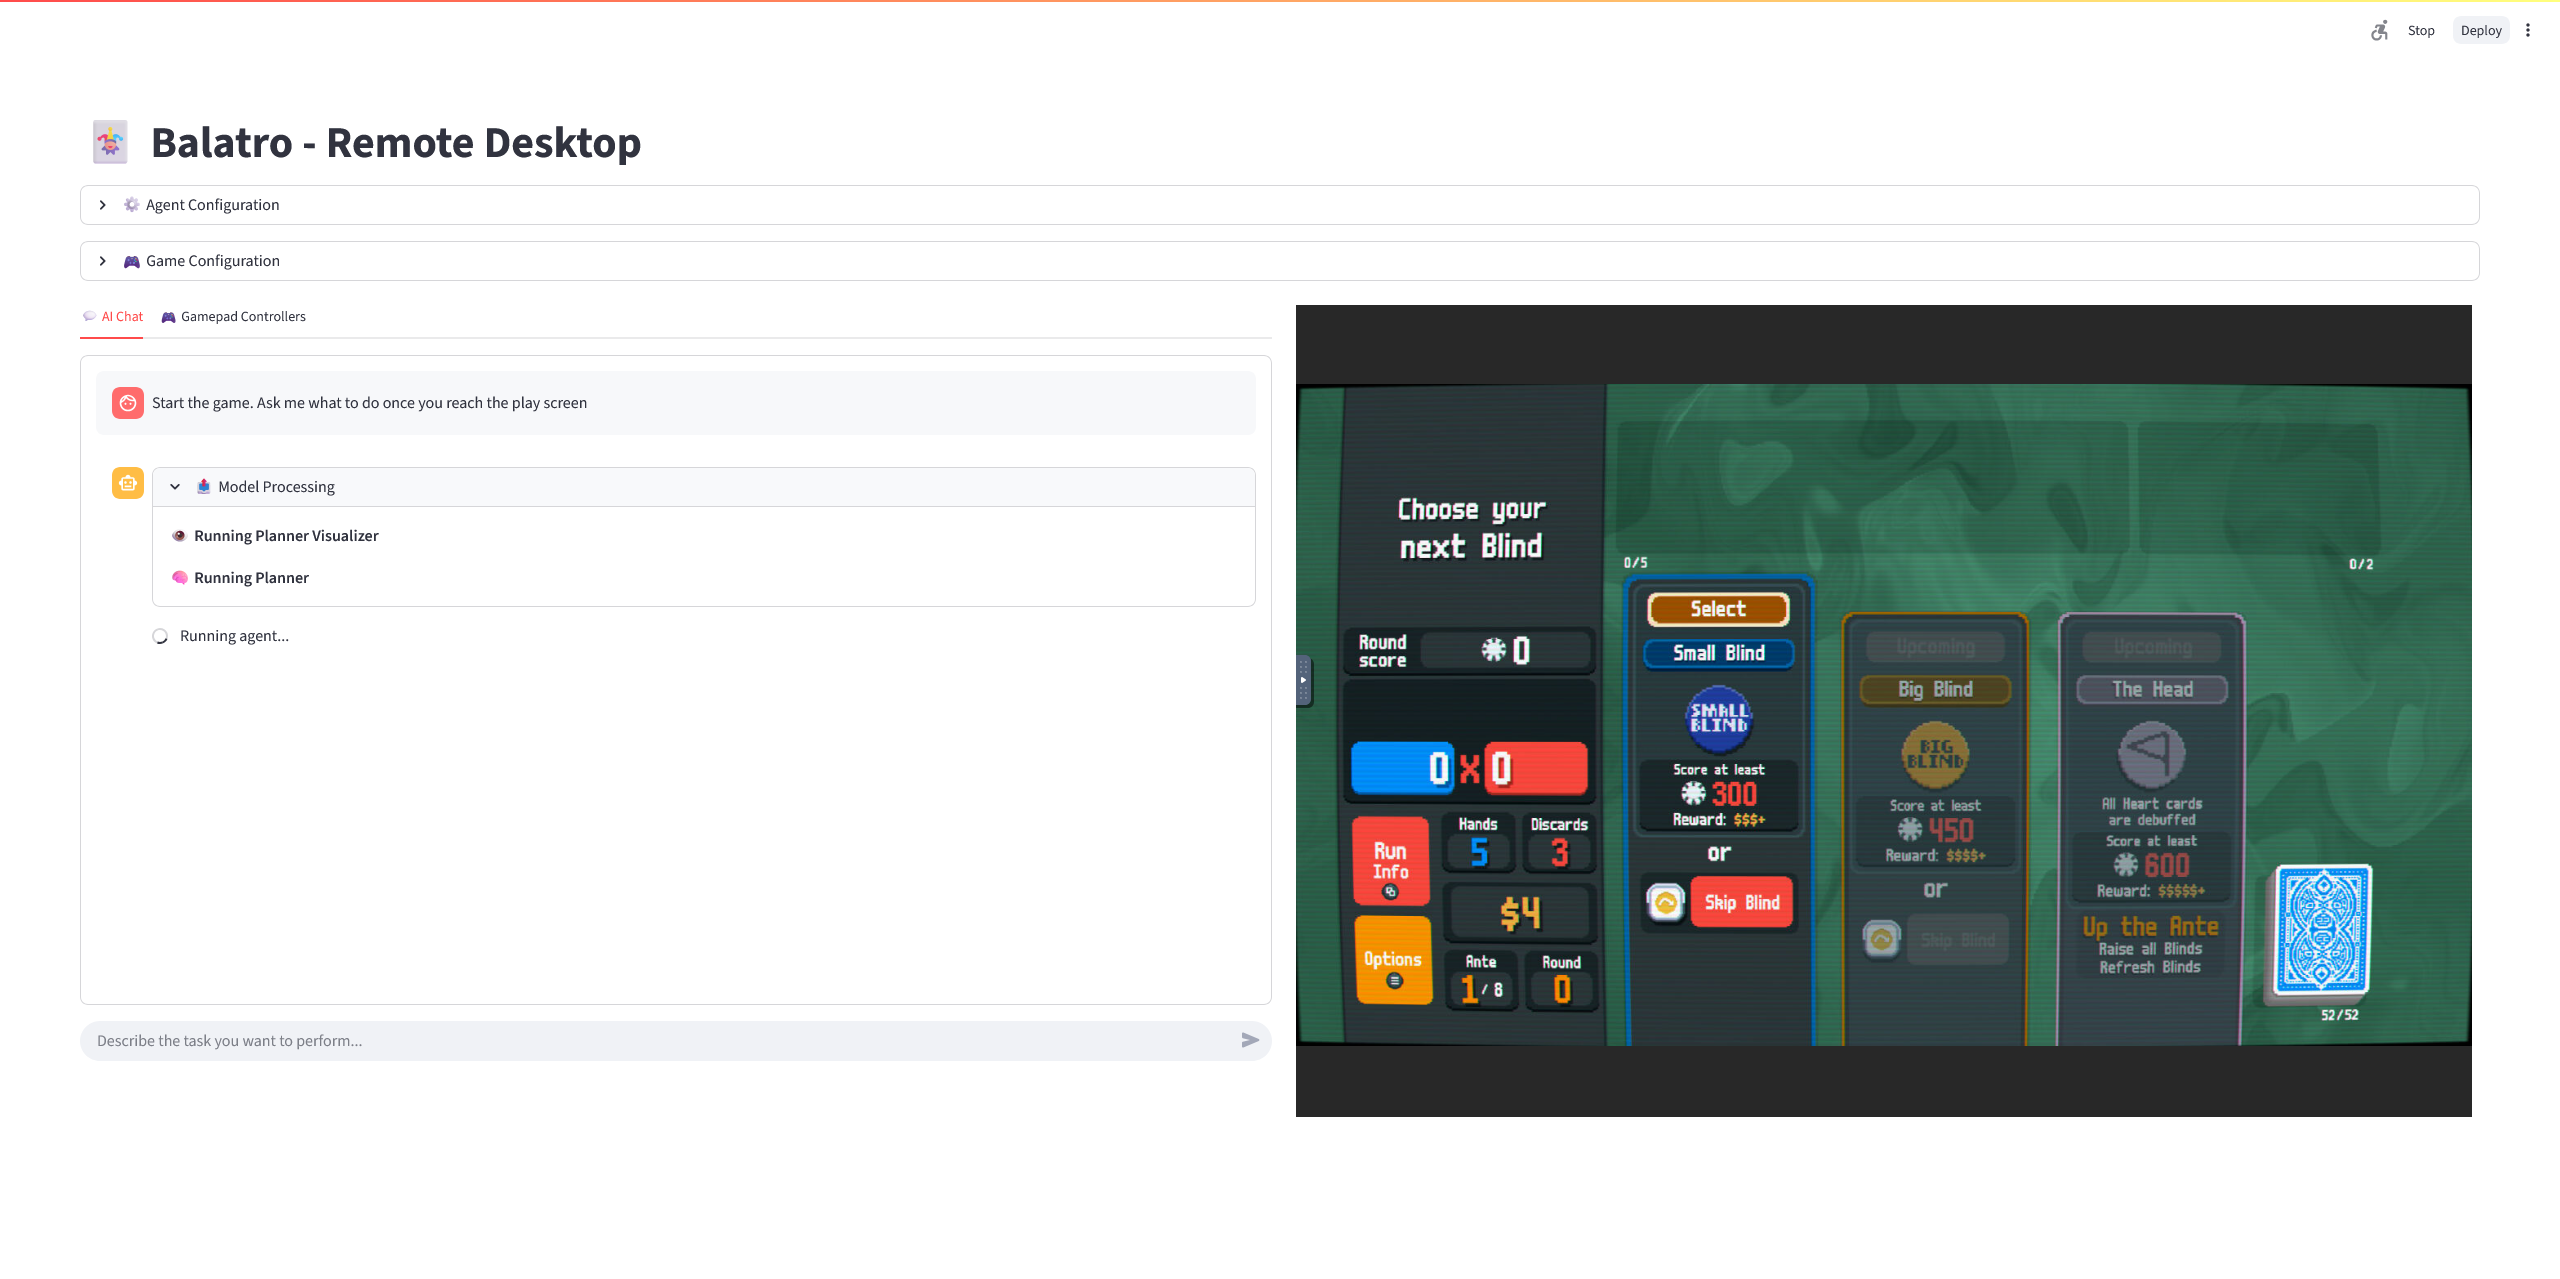 Stop
Deploy
Balatro - Remote Desktop
Agent Configuration
Game Configuration
AI Chat
Gamepad Controllers
Start the game. Ask me what to do once you reach the play screen
Model Processing
Running Planner Visualizer
Running Planner
Running agent...
Describe the task you want to perform...
Choose your
next Blind
Round
score
0
0 X 0
Run
Info
Hands
5
Discards
3
$4
Options
Ante
1 / 8
Round
0
0/5
0/2
Select
Small Blind
SMALL
BLIND
Score at least
300
Reward: $$$+
or
Skip Blind
Upcoming
Big Blind
BIG
BLIND
Score at least
450
Reward: $$$$+
or
Skip Blind
Upcoming
The Head
All Heart cards
are debuffed
Score at least
600
Reward: $$$$$+
Up the Ante
Raise all Blinds
Refresh Blinds
52/52